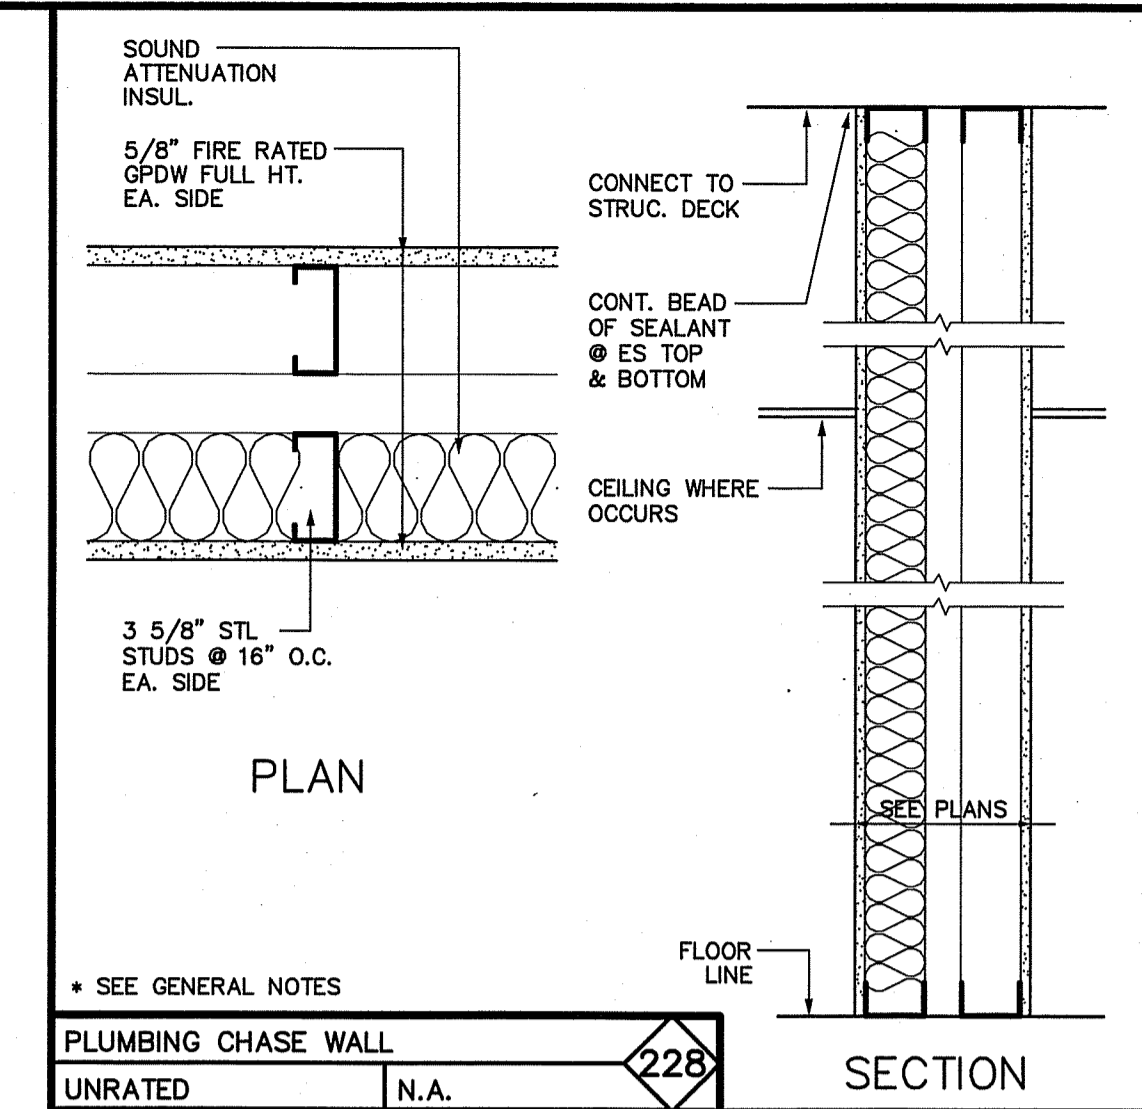 SOUND
ATTENUATION
INSUL.
5/8" FIRE RATED
GPDW FULL HT.
EA. SIDE
3 5/8" STL
STUDS @ 16" O.C.
EA. SIDE
PLAN
* SEE GENERAL NOTES
PLUMBING CHASE WALL
UNRATED
N.A.
228
CONNECT TO
STRUC. DECK
CONT. BEAD
OF SEALANT
@ ES TOP
& BOTTOM
CEILING WHERE
OCCURS
SEE PLANS
FLOOR
LINE
SECTION